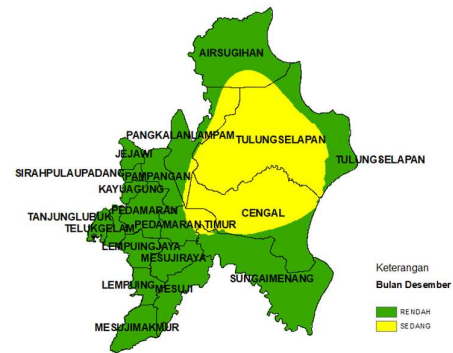 AIRSUGIHAN
PANGKALANLAMPAM
TULUNGSELAPAN
JEJAWI
TULUNGSELAPAN
SIRAHPULAUPADANG
PAMPANGAN
KAYUAGUNG
PEDAMARAN
CENGAL
TANJUNGLUBUK
TELUKGELAM
PEDAMARAN TIMUR
LEMPUINGJAYA
MESUJIRAYA
SUNGAIMENANG
LEMPUING
MESUJI
MESUJIMAKMUR
Keterangan
Bulan Desember
RENDAH
SEDANG